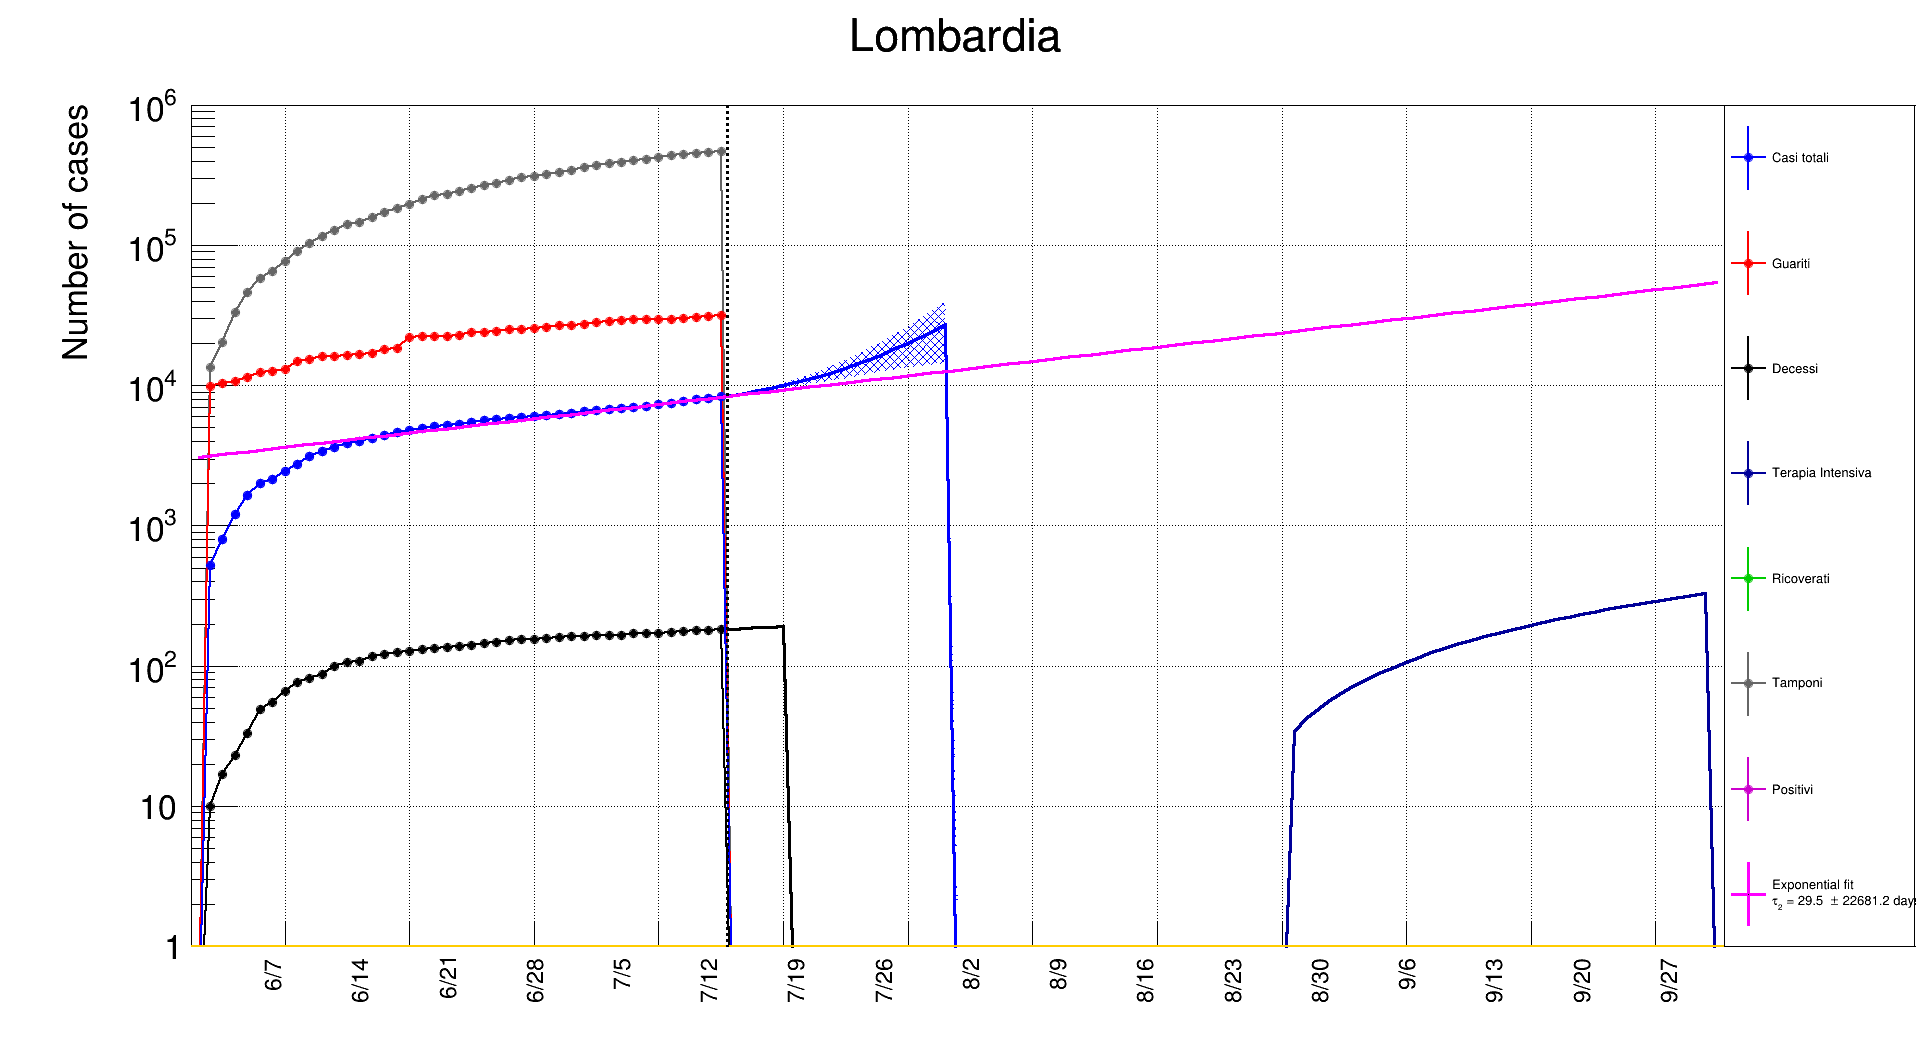 Lombardia
Number of cases
10^6
10^5
10^4
10^3
10^2
10
1
6/7
6/14
6/21
6/28
7/5
7/12
7/19
7/26
8/2
8/9
8/16
8/23
8/30
9/6
9/13
9/20
9/27
Casi totali
Guariti
Decessi
Terapia Intensiva
Ricoverati
Tamponi
Positivi
Exponential fit
τ₂ = 29.5 ± 22681.2 day